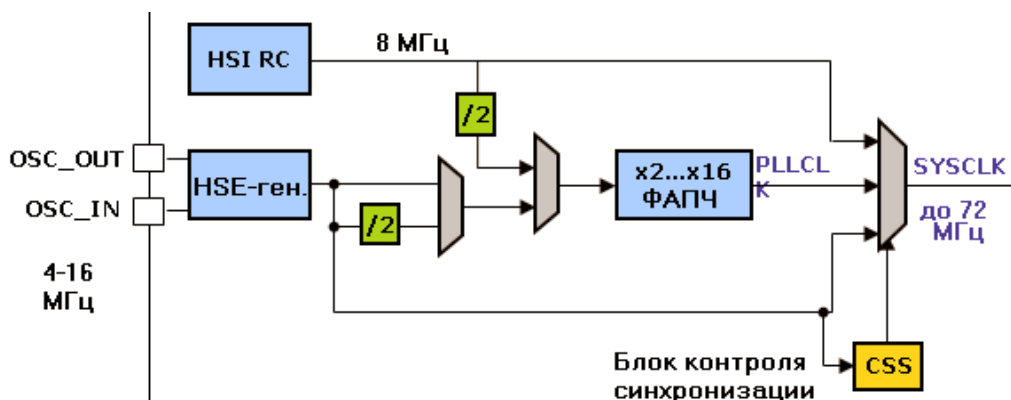 8 МГц
HSI RC
/2
OSC_OUT
HSE-ген.
OSC_IN
/2
x2...x16
ФАПЧ
PLLCL
K
SYSCLK
до 72
МГц
4-16
МГц
Блок контроля
синхронизации
CSS